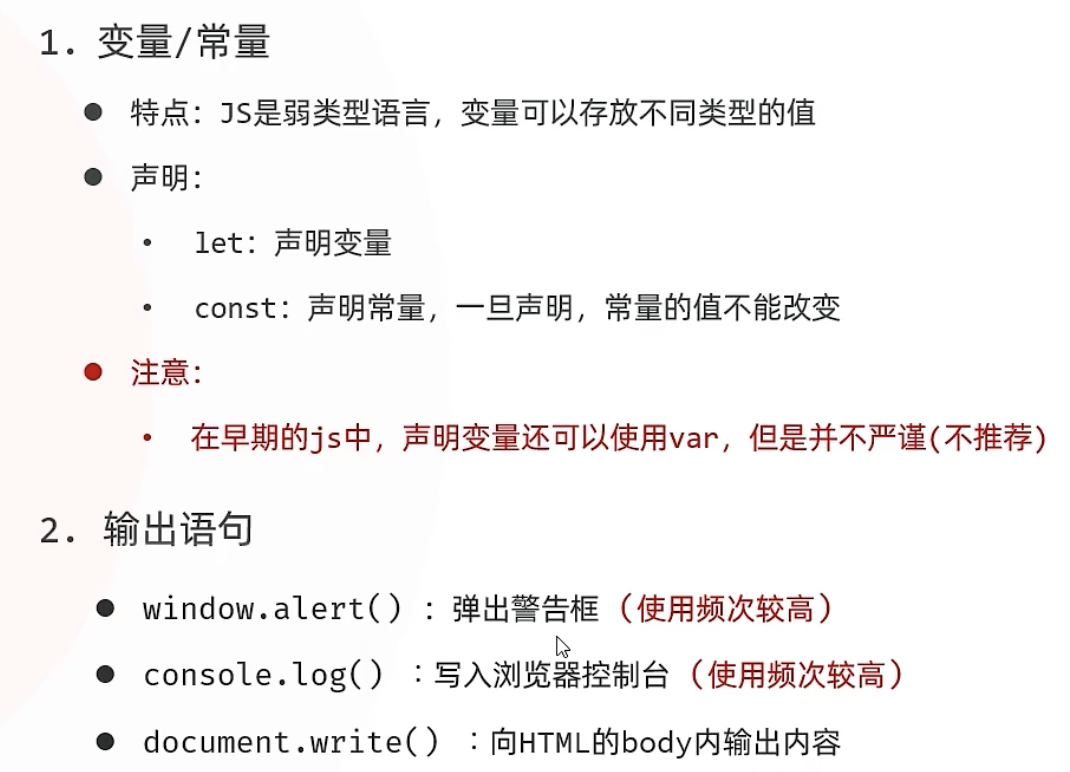 1. 变量/常量
● 特点：JS是弱类型语言，变量可以存放不同类型的值
● 声明：
• let：声明变量
• const：声明常量，一旦声明，常量的值不能改变
● 注意：
• 在早期的js中，声明变量还可以使用var，但是并不严谨(不推荐)
2. 输出语句
● window.alert() ：弹出警告框（使用频次较高）
● console.log() ：写入浏览器控制台（使用频次较高）
● document.write() ：向HTML的body内输出内容